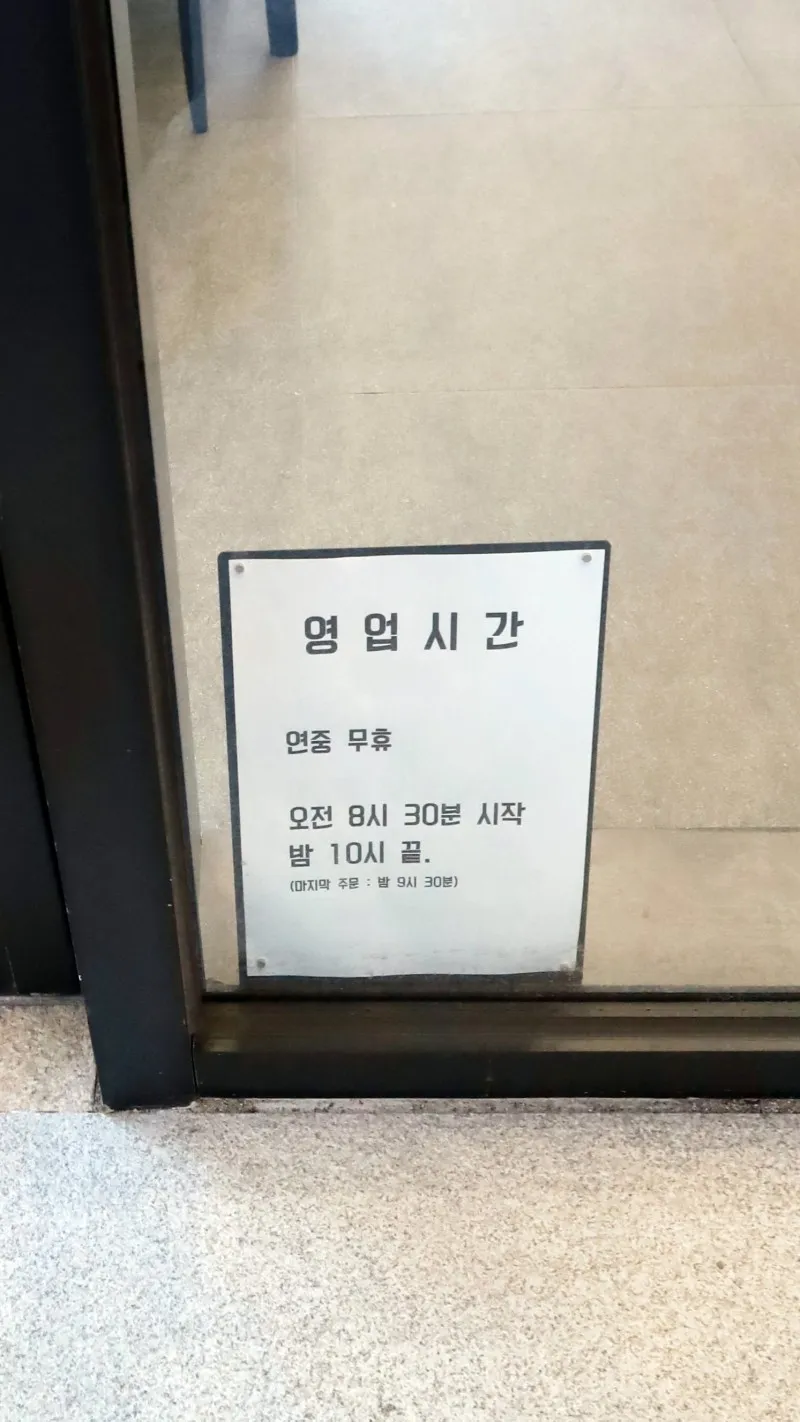 영업시간
연중 무휴
오전 8시 30분 시작
밤 10시 끝.
(마지막 주문 : 밤 9시 30분)